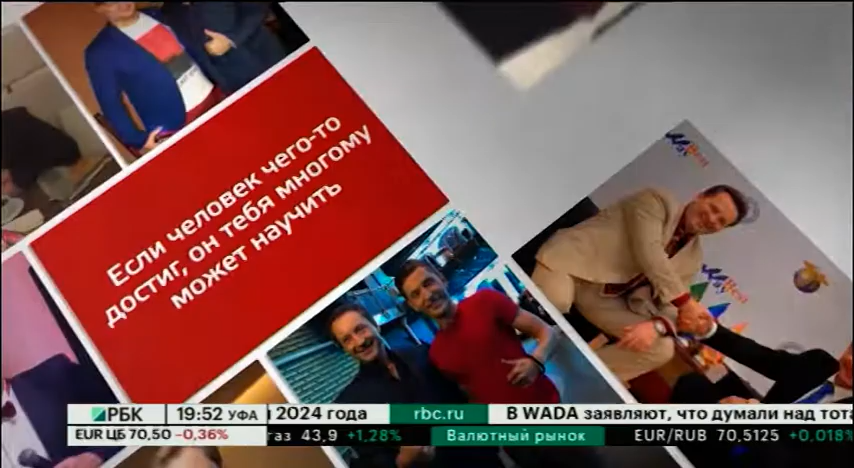 Если человек чего-то
достиг, он тебя многому
может научить
РБК 19:52 УФА 2024 года rbc.ru В WADA заявляют, что думали над тота
EUR ЦБ 70,50 -0,36% газ 43,9 +1,28% Валютный рынок EUR/RUB 70,5125 +0,018%